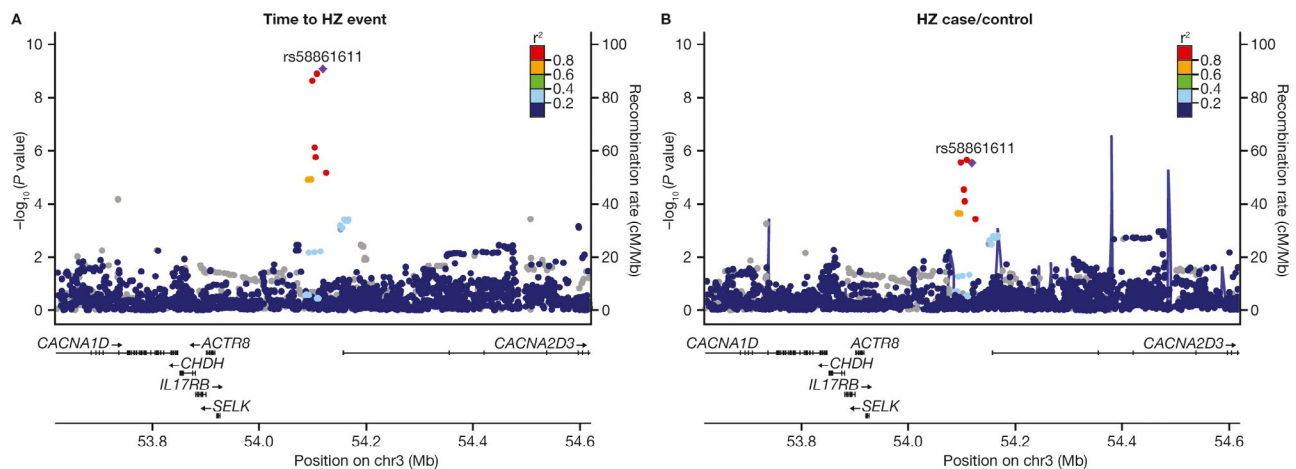 A
Time to HZ event
10
8
6
4
2
0
–log10 (P value)
100
80
60
40
20
0
Recombination rate (cM/Mb)
rs58861611
r2
0.8
0.6
0.4
0.2
CACNA1D→
←ACTR8
CACNA2D3→
←CHDH
IL17RB→
←SELK
53.8 54.0 54.2 54.4 54.6
Position on chr3 (Mb)
B
HZ case/control
10
8
6
4
2
0
–log10 (P value)
100
80
60
40
20
0
Recombination rate (cM/Mb)
rs58861611
r2
0.8
0.6
0.4
0.2
CACNA1D
ACTR8
CACNA2D3→
←CHDH
IL17RB→
←SELK
53.8 54.0 54.2 54.4 54.6
Position on chr3 (Mb)